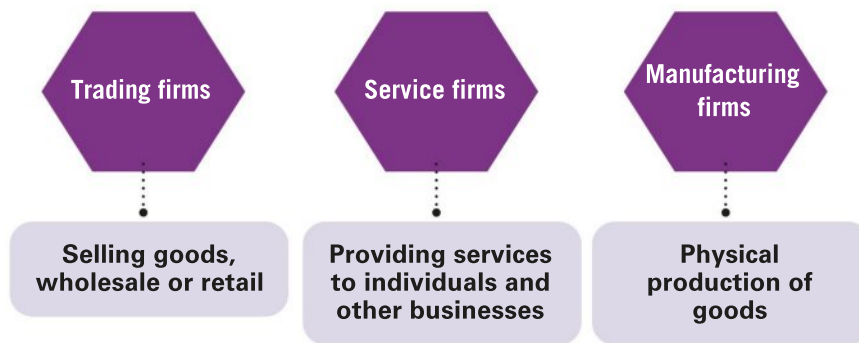 Trading firms
Service firms
Manufacturing
firms
Selling goods,
wholesale or retail
Providing services
to individuals and
other businesses
Physical
production of
goods